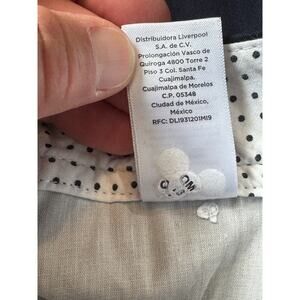 Distribuidora Liverpool
S.A. de C.V.
Prolongación Vasco de
Quiroga 4800 Torre 2
Piso 3 Col. Santa Fe
Cuajimalpa,
Cuajimalpa de Morelos
C.P. 05348
Ciudad de México,
México
RFC: DLI931201MI9